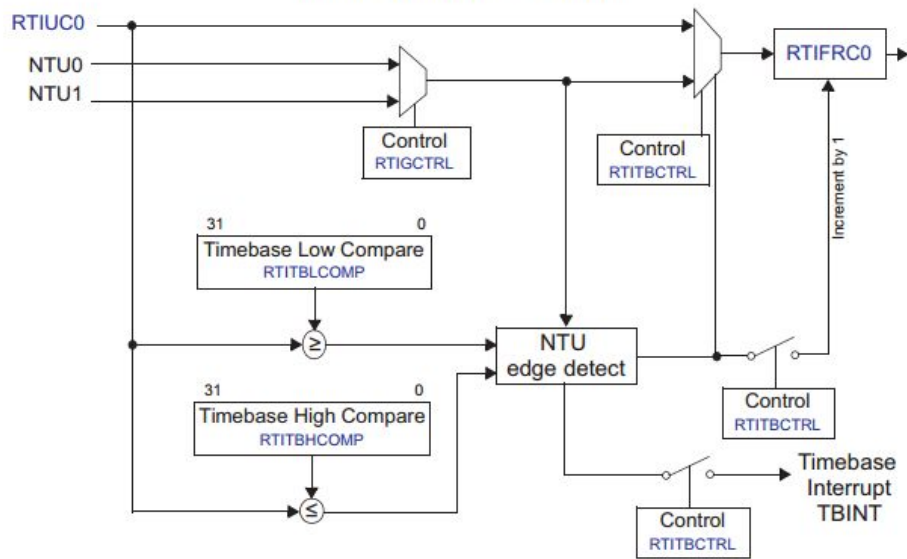 RTIUC0
NTU0
NTU1
RTIFRC0
Control
RTIGCTRL
Control
RTITBCTRL
Increment by 1
31 0
Timebase Low Compare
RTITBLCOMP
≥
NTU
edge detect
31 0
Timebase High Compare
RTITBHCOMP
≤
Control
RTITBCTRL
Timebase
Interrupt
TBINT
Control
RTITBCTRL